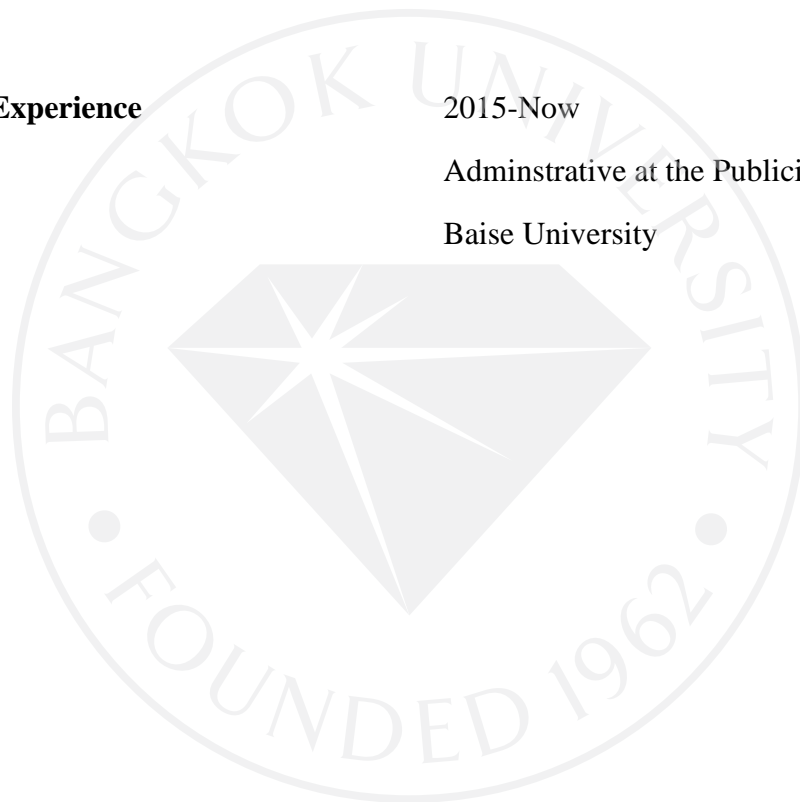 Experience 2015-Now
Adminstrative at the Publici
Baise University
BANGKOK UNIVERSITY
FOUNDED 1962